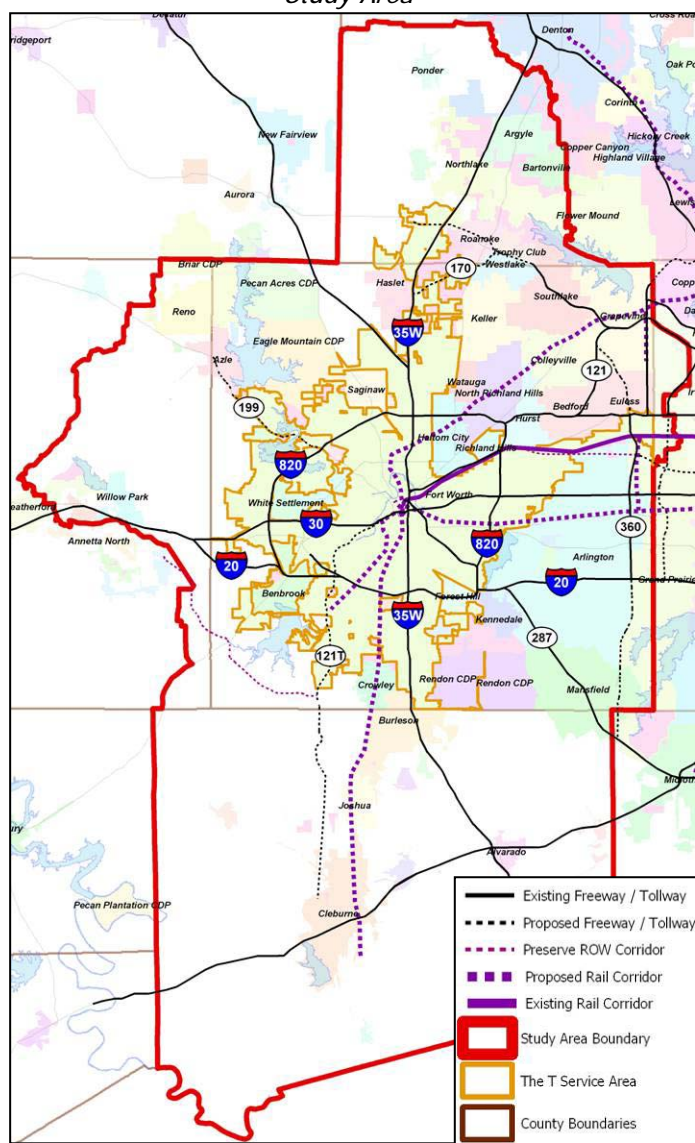 Study Area
Denton
Ponder
Corinth
Hickory Creek
New Fairview
Argyle
Copper Canyon
Highland Village
Northlake
Bartonville
Aurora
Flower Mound
Roanoke
Trophy Club
Westlake
170
Briar CDP
Pecan Acres CDP
Haslet
Southlake
Reno
Keller
Grapevine
35W
Eagle Mountain CDP
Colleyville
121
Azle
Saginaw
Watauga
North Richland Hills
Bedford
Euless
199
Hurst
Haltom City
Richland Hills
820
Willow Park
White Settlement
Fort Worth
30
360
Annetta North
820
Arlington
20
20
Grand Prairie
Benbrook
Forest Hill
35W
Kennedale
287
121T
Rendon CDP
Rendon CDP
Mansfield
Crowley
Burleson
Joshua
Alvarado
Pecan Plantation CDP
Cleburne
Existing Freeway / Tollway
Proposed Freeway / Tollway
Preserve ROW Corridor
Proposed Rail Corridor
Existing Rail Corridor
Study Area Boundary
The T Service Area
County Boundaries